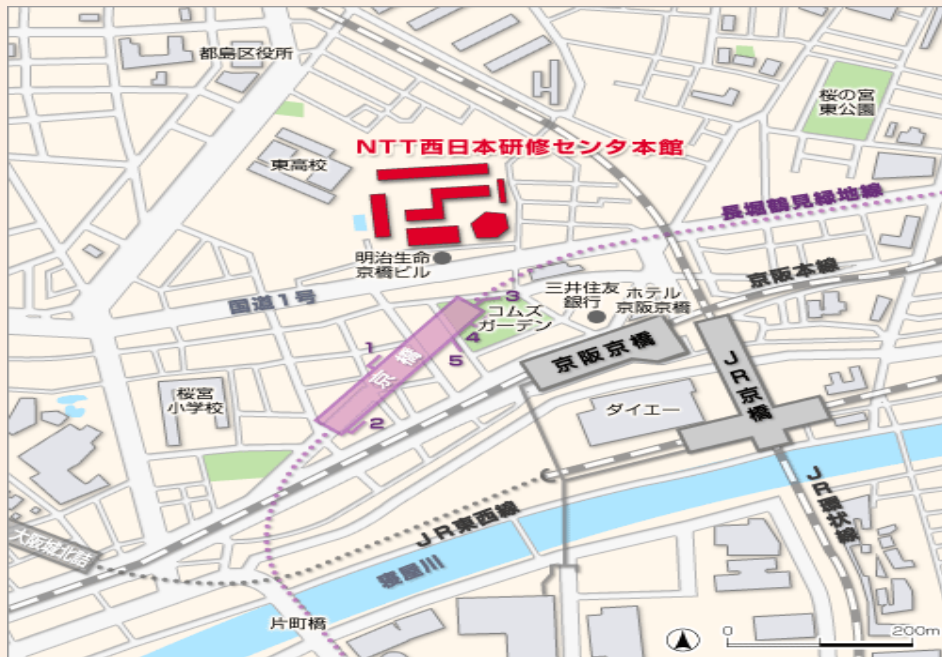 都島区役所
桜の宮
東公園
NTT西日本研修センタ本館
東高校
長堀鶴見緑地線
明治生命
京橋ビル
京阪本線
国道1号
三井住友
銀行
ホテル
京阪京橋
3
コムズ
ガーデン
4
5
1
京橋
2
京阪京橋
JR京橋
桜宮
小学校
ダイエー
JR環状線
JR東西線
大阪城北詰
寝屋川
片町橋
0
200m